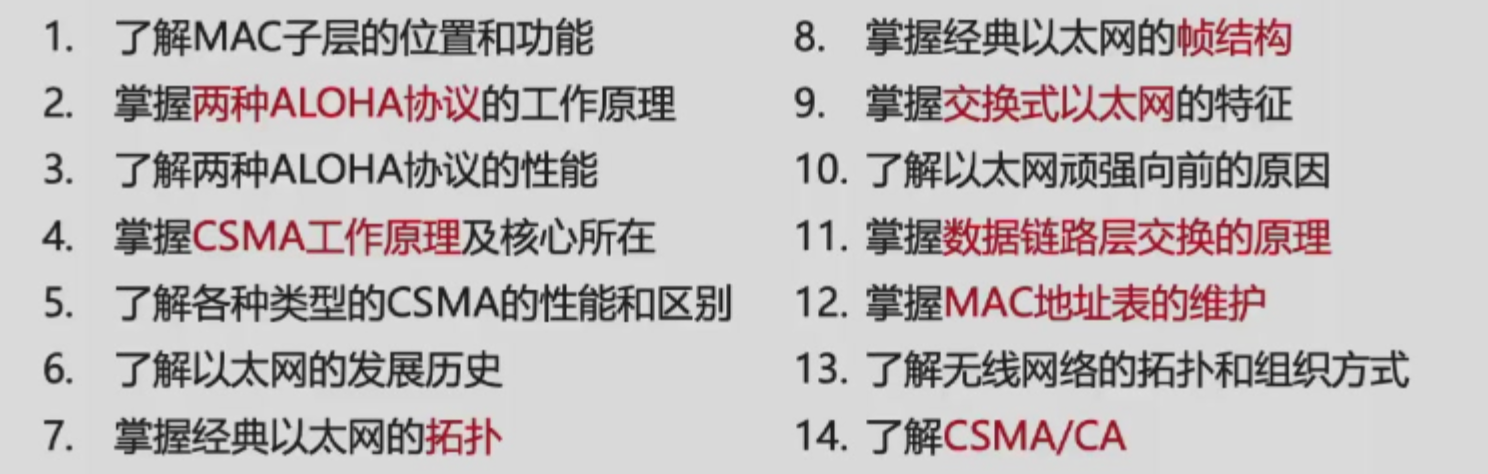 1. 了解MAC子层的位置和功能
2. 掌握两种ALOHA协议的工作原理
3. 了解两种ALOHA协议的性能
4. 掌握CSMA工作原理及核心所在
5. 了解各种类型的CSMA的性能和区别
6. 了解以太网的发展历史
7. 掌握经典以太网的拓扑
8. 掌握经典以太网的帧结构
9. 掌握交换式以太网的特征
10. 了解以太网顽强向前的原因
11. 掌握数据链路层交换的原理
12. 掌握MAC地址表的维护
13. 了解无线网络的拓扑和组织方式
14. 了解CSMA/CA